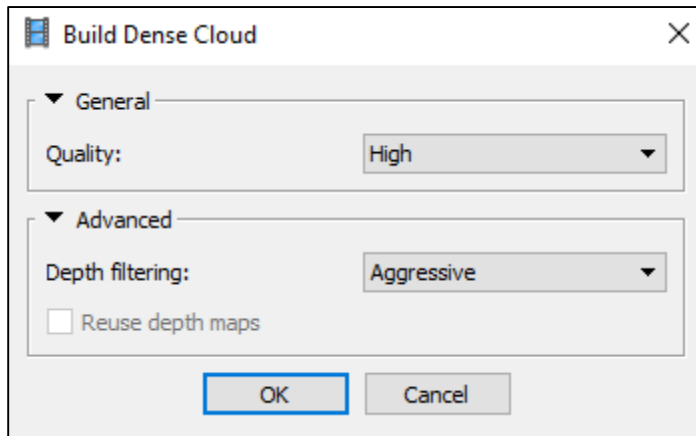 Build Dense Cloud
General
Quality: High
Advanced
Depth filtering: Aggressive
Reuse depth maps
OK Cancel